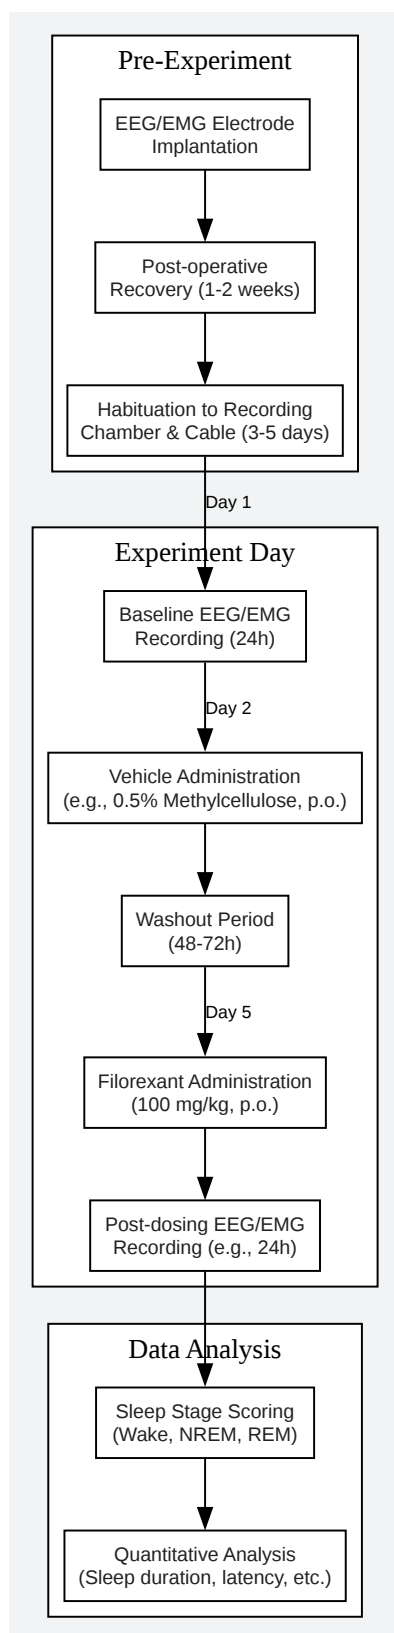 Pre-Experiment
EEG/EMG Electrode
Implantation
Post-operative
Recovery (1-2 weeks)
Habituation to Recording
Chamber & Cable (3-5 days)
Day 1
Experiment Day
Baseline EEG/EMG
Recording (24h)
Day 2
Vehicle Administration
(e.g., 0.5% Methylcellulose, p.o.)
Washout Period
(48-72h)
Day 5
Filorexant Administration
(100 mg/kg, p.o.)
Post-dosing EEG/EMG
Recording (e.g., 24h)
Data Analysis
Sleep Stage Scoring
(Wake, NREM, REM)
Quantitative Analysis
(Sleep duration, latency, etc.)